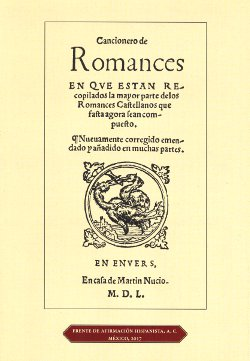 Cancionero de
Romances
EN QVE ESTAN RE-
copilados la mayor parte delos
Romances Castellanos que
fasta agora sean com-
puesto.
¶Nueuamente corregido emen-
dado y añadido en muchas partes.
EN ENVERS,
En casa de Martin Nucio.
M. D. L.
FRENTE DE AFIRMACIÓN HISPANISTA, A. C.
MÉXICO, 2017